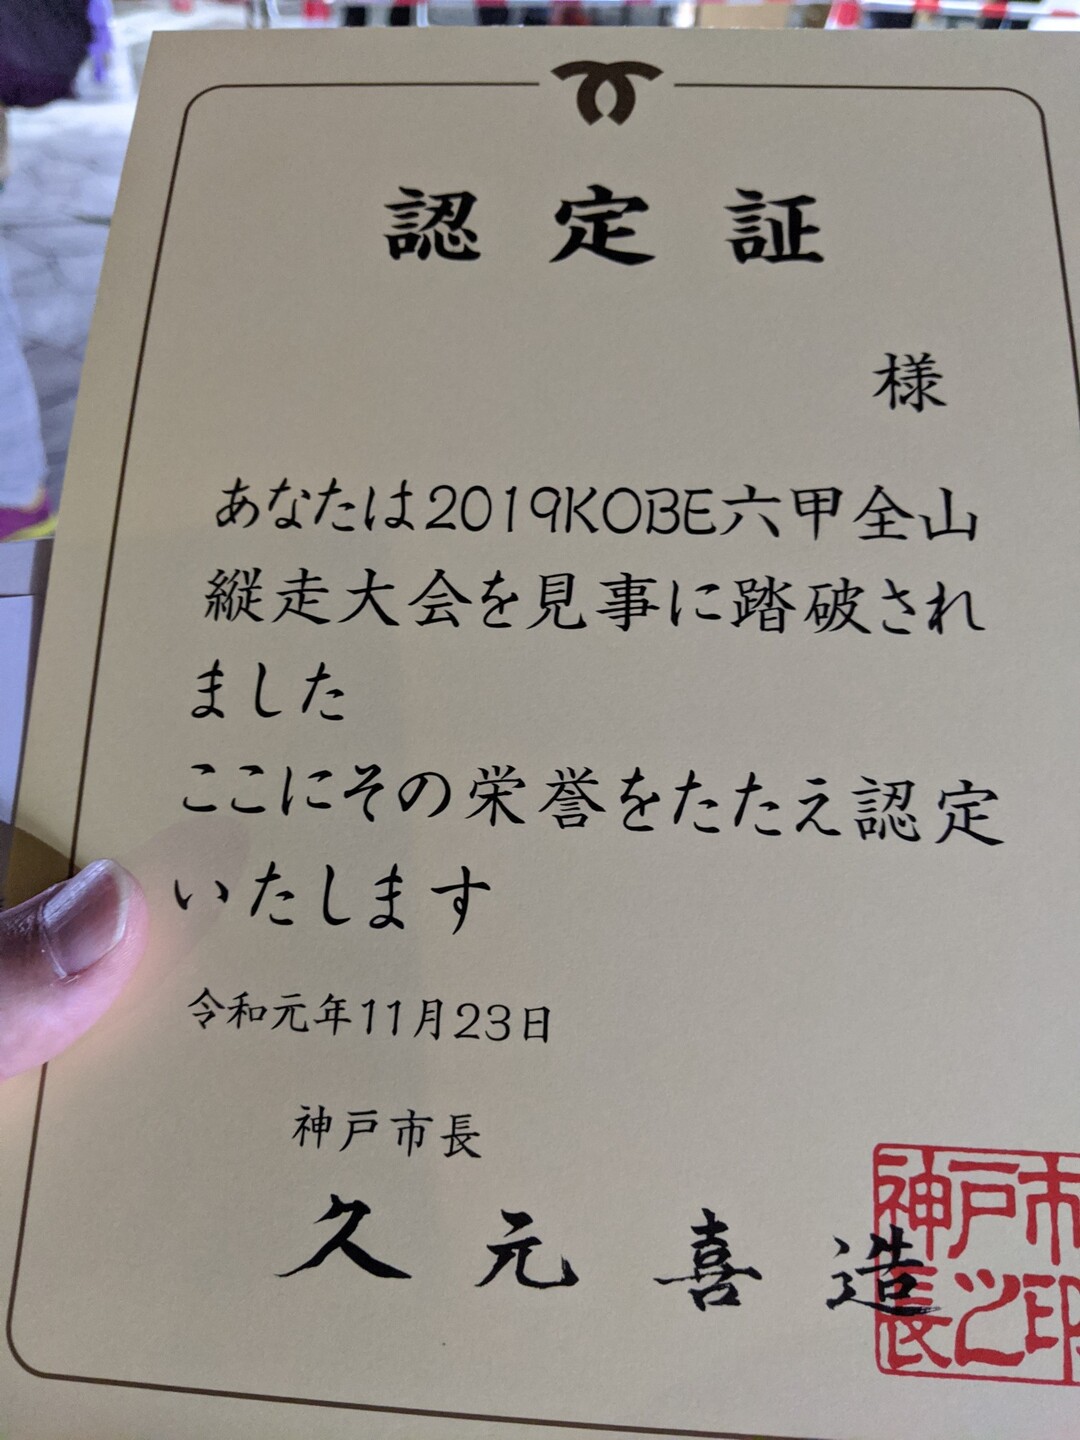 認定証
様
あなたは2019KOBE六甲全山
縦走大会を見事に踏破され
ました
ここにその栄誉をたたえ認定
いたします
令和元年11月23日
神戸市長
久元喜造
神戸市
長之印